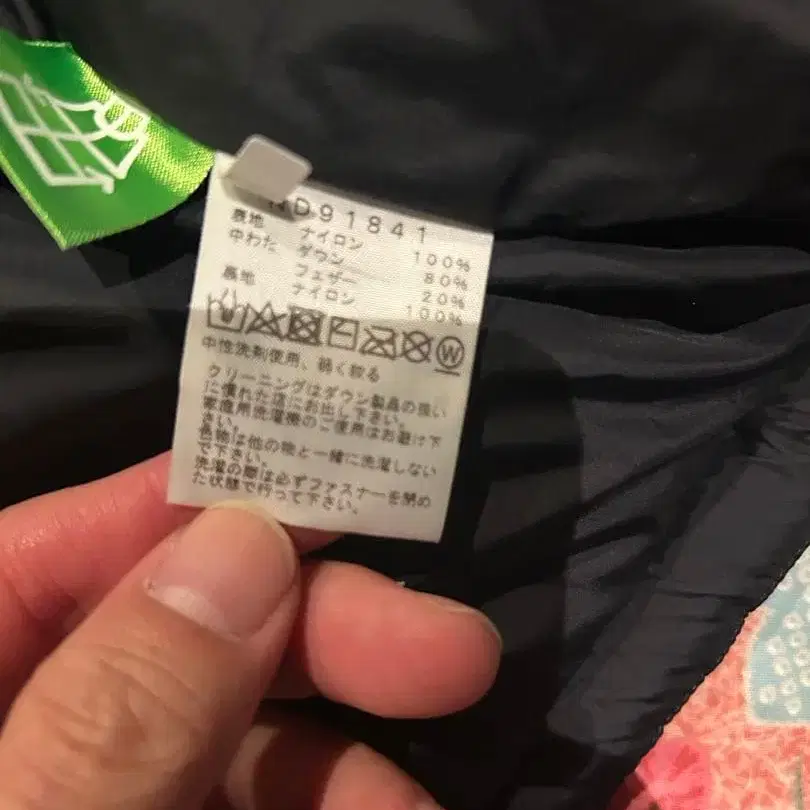 ND91841
表地 ナイロン 100%
中わた ダウン 80%
フェザー 20%
裏地 ナイロン 100%
W
中性洗剤使用、弱く絞る
クリーニングはダウン製品の扱い
に慣れた店にお出し下さい。
家庭用洗濯機のご使用はお避け下
さい。
色物は他の物と一緒に洗濯しない
で下さい。
洗濯の際は必ずファスナーを閉め
た状態で行って下さい。